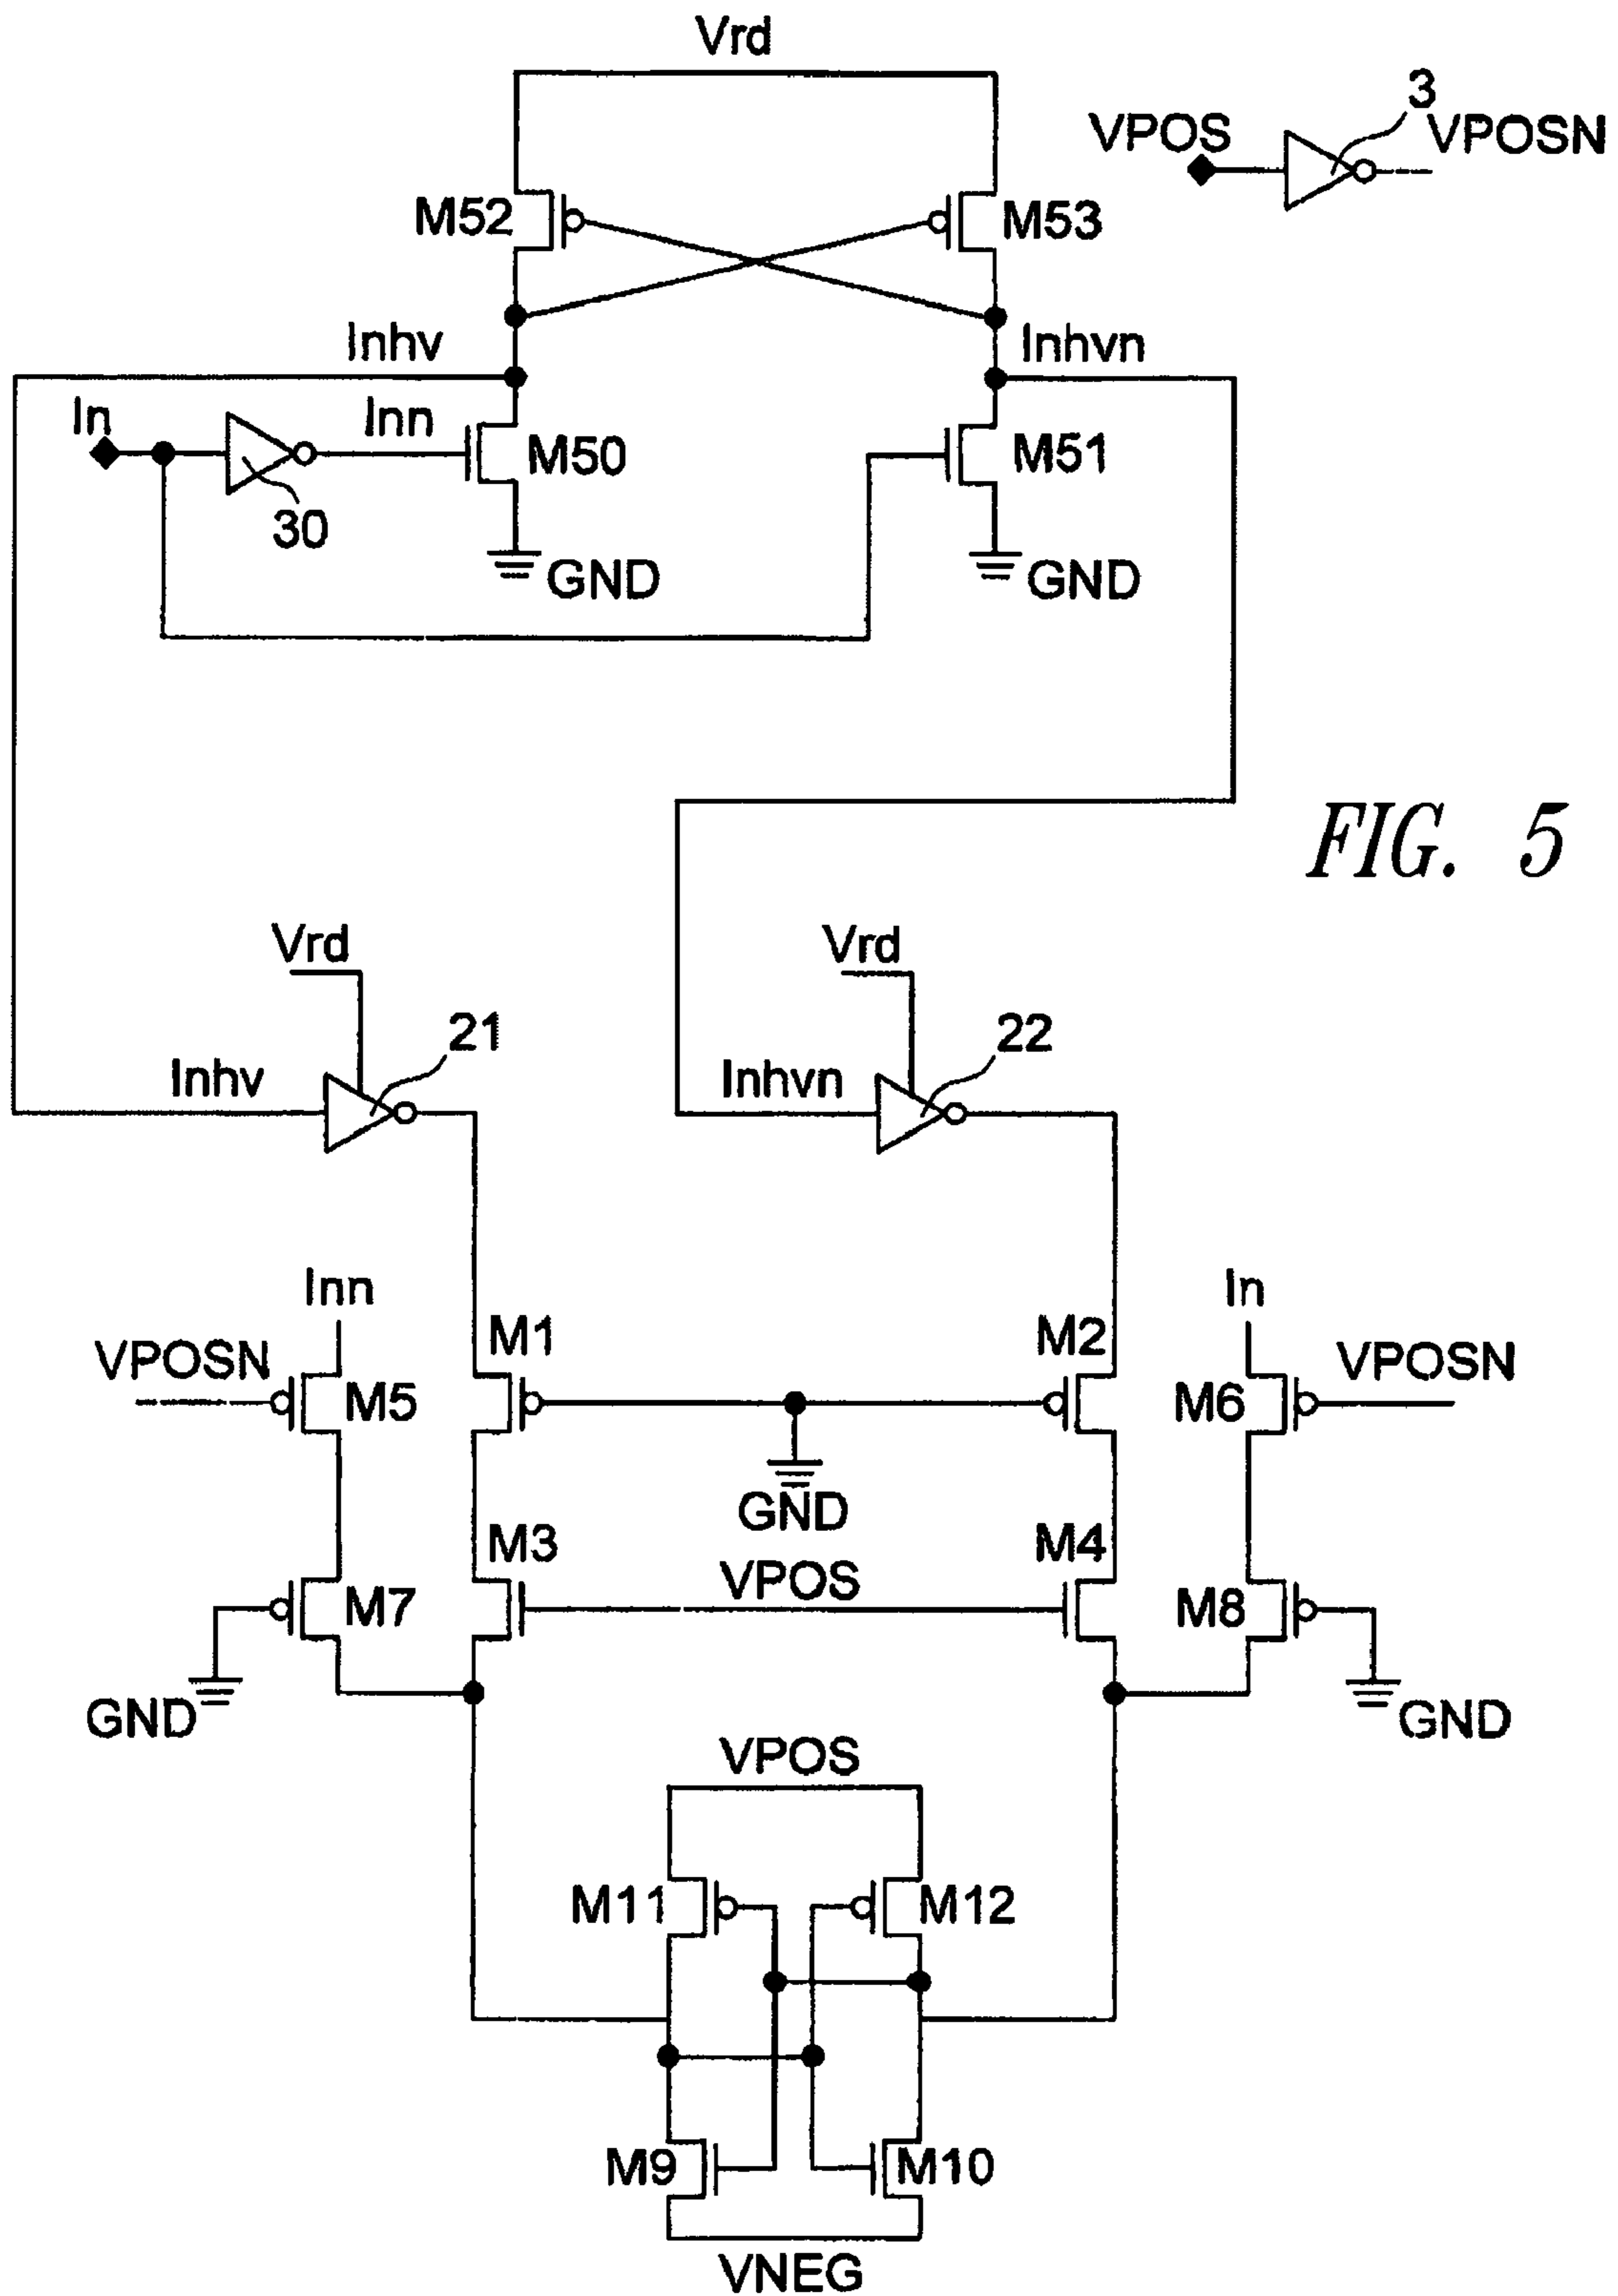 Vrd
3
VPOS
VPOSN
M52
M53
Inhv
Inhvn
In
Inn
M50
M51
30
GND
GND
FIG. 5
Vrd
Vrd
21
22
Inhv
Inhvn
Inn
In
M1
M2
VPOSN
VPOSN
M5
M6
GND
M3
M4
VPOS
M7
M8
GND
GND
VPOS
M11
M12
M9
M10
VNEG